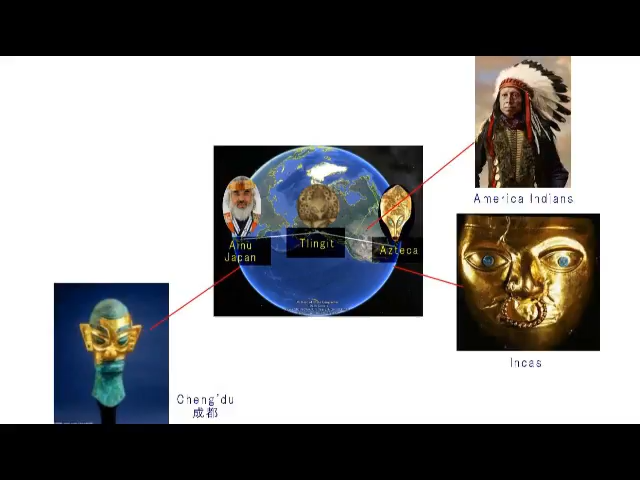 America Indians
Ainu
Japan
Tlingit
Azteca
Incas
Cheng'du
成都